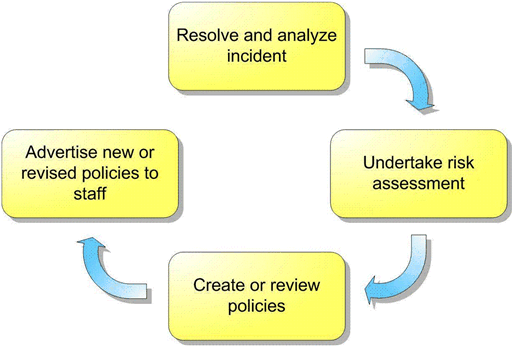 Resolve and analyze
incident
Undertake risk
assessment
Create or review
policies
Advertise new or
revised policies to
staff